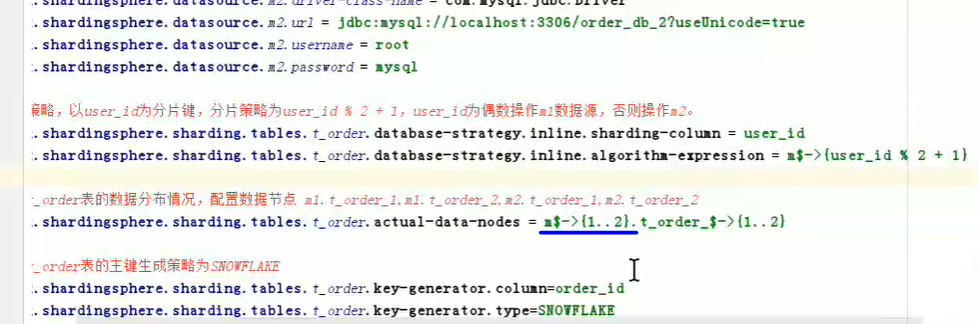 .shardingsphere.datasource.m2.driver-class-name = com.mysql.jdbc.Driver
.shardingsphere.datasource.m2.url = jdbc:mysql://localhost:3306/order_db_2?useUnicode=true
.shardingsphere.datasource.m2.username = root
.shardingsphere.datasource.m2.password = mysql
策略，以user_id为分片键，分片策略为user_id % 2 + 1，user_id为偶数操作m1数据源，否则操作m2。
.shardingsphere.sharding.tables.t_order.database-strategy.inline.sharding-column = user_id
.shardingsphere.sharding.tables.t_order.database-strategy.inline.algorithm-expression = m$->{user_id % 2 + 1}
_order表的数据分布情况，配置数据节点 m1.t_order_1,m1.t_order_2,m2.t_order_1,m2.t_order_2
.shardingsphere.sharding.tables.t_order.actual-data-nodes = m$->{1..2}.t_order_$->{1..2}
_order表的主键生成策略为SNOWFLAKE
.shardingsphere.sharding.tables.t_order.key-generator.column=order_id
.shardingsphere.sharding.tables.t_order.key-generator.type=SNOWFLAKE